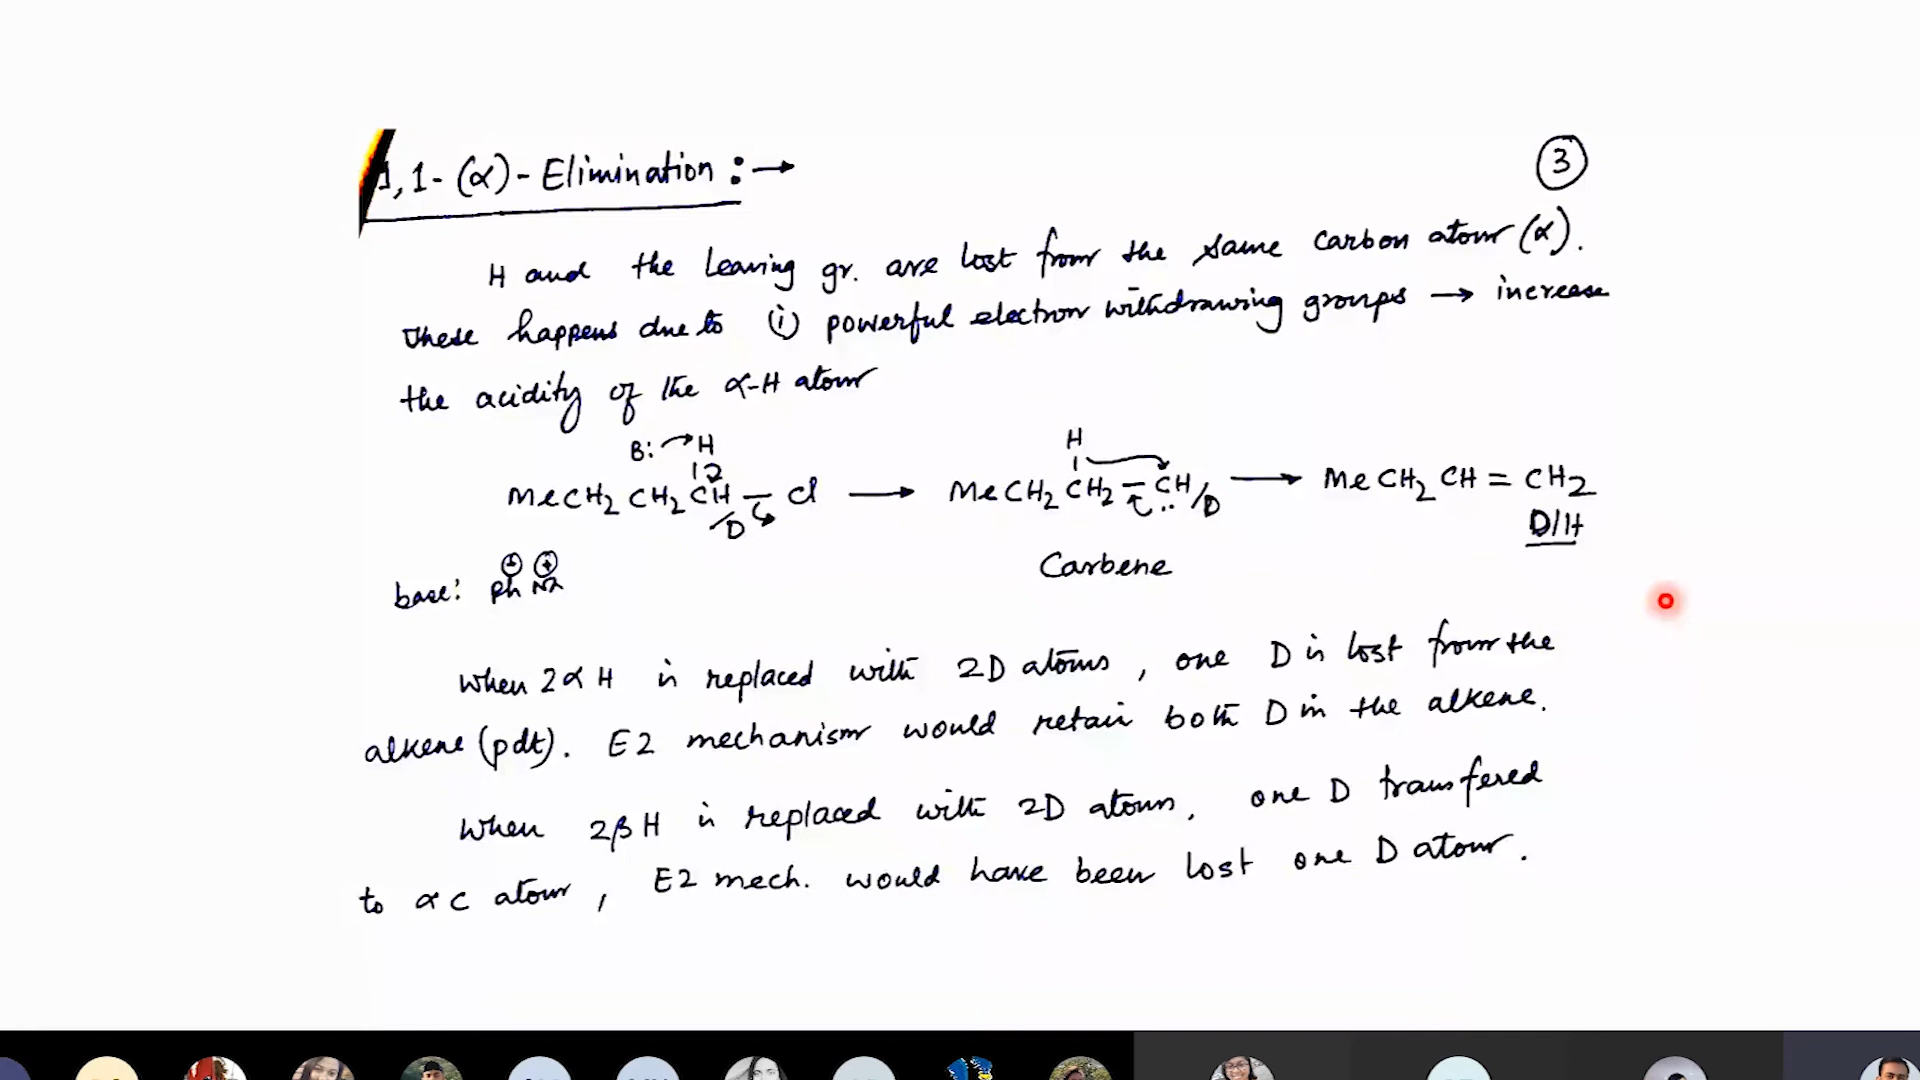 1,1-(α)-Elimination :→
3
H and the leaving gr. are lost from the same carbon atom (α).
These happens due to (i) powerful electron withdrawing groups → increase
the acidity of the α-H atom
B: H
H
MeCH2 CH2 CH – Cl → MeCH2 CH2 – CH/D → MeCH2 CH = CH2
/D
D/H
Carbene
base: Ph Na
When 2α H is replaced with 2D atoms, one D is lost from the
alkene (pdt). E2 mechanism would retain both D in the alkene.
When 2β H is replaced with 2D atoms, one D transfered
to α C atom, E2 mech. would have been lost one D atom.